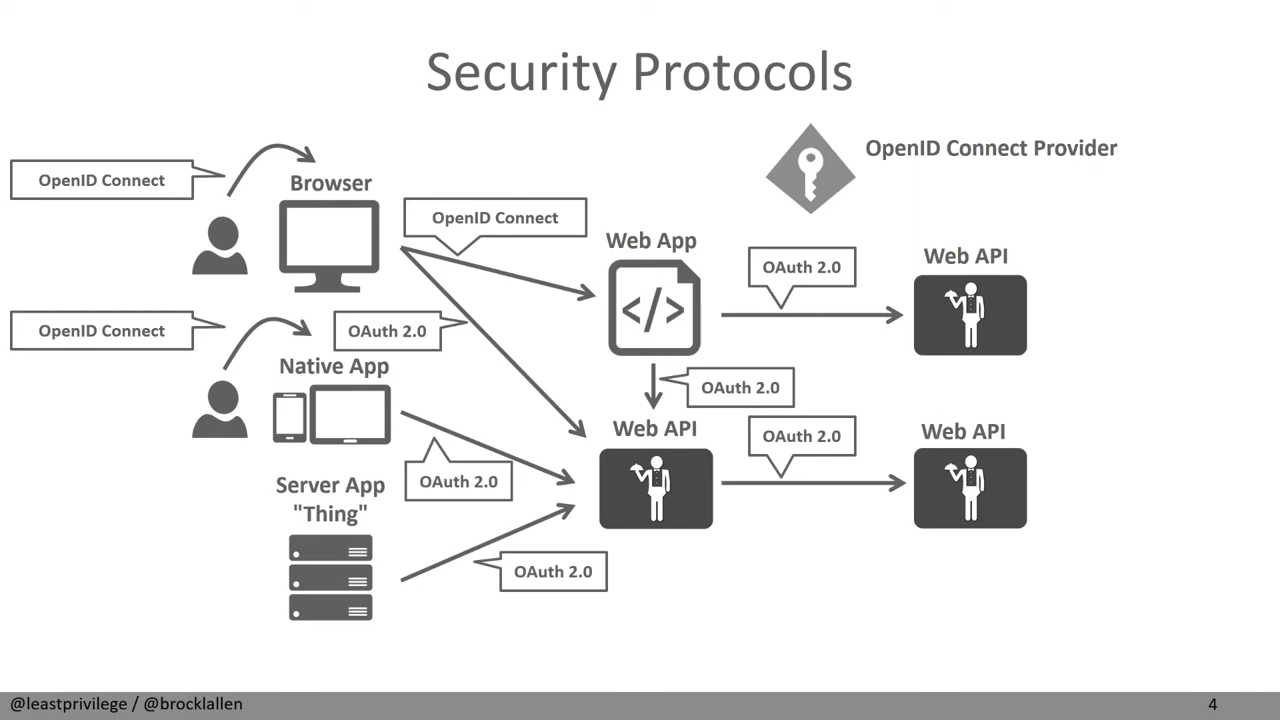 Security Protocols
OpenID Connect Provider
OpenID Connect
Browser
OpenID Connect
Web App
OAuth 2.0
Web API
OpenID Connect
OAuth 2.0
Native App
OAuth 2.0
Web API
OAuth 2.0
Web API
OAuth 2.0
Server App
"Thing"
OAuth 2.0
@leastprivilege / @brocklallen
4